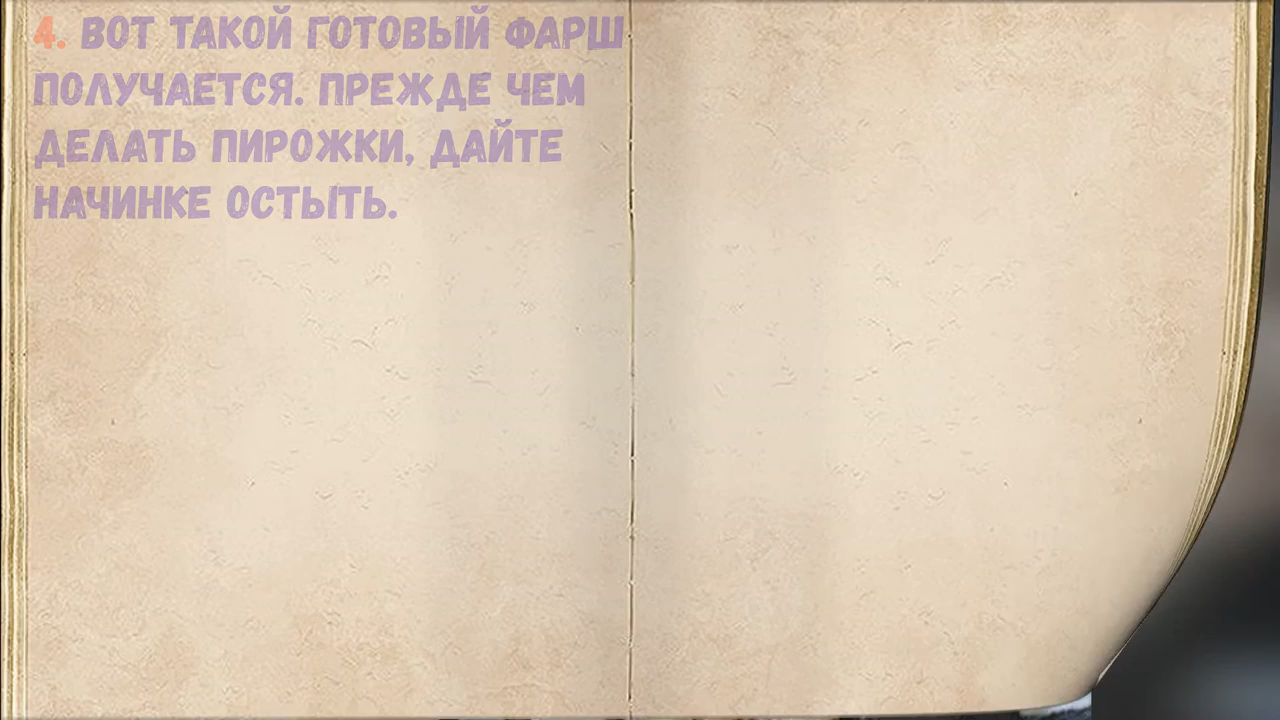 4. ВОТ ТАКОЙ ГОТОВЫЙ ФАРШ
ПОЛУЧАЕТСЯ. ПРЕЖДЕ ЧЕМ
ДЕЛАТЬ ПИРОЖКИ, ДАЙТЕ
НАЧИНКЕ ОСТЫТЬ.